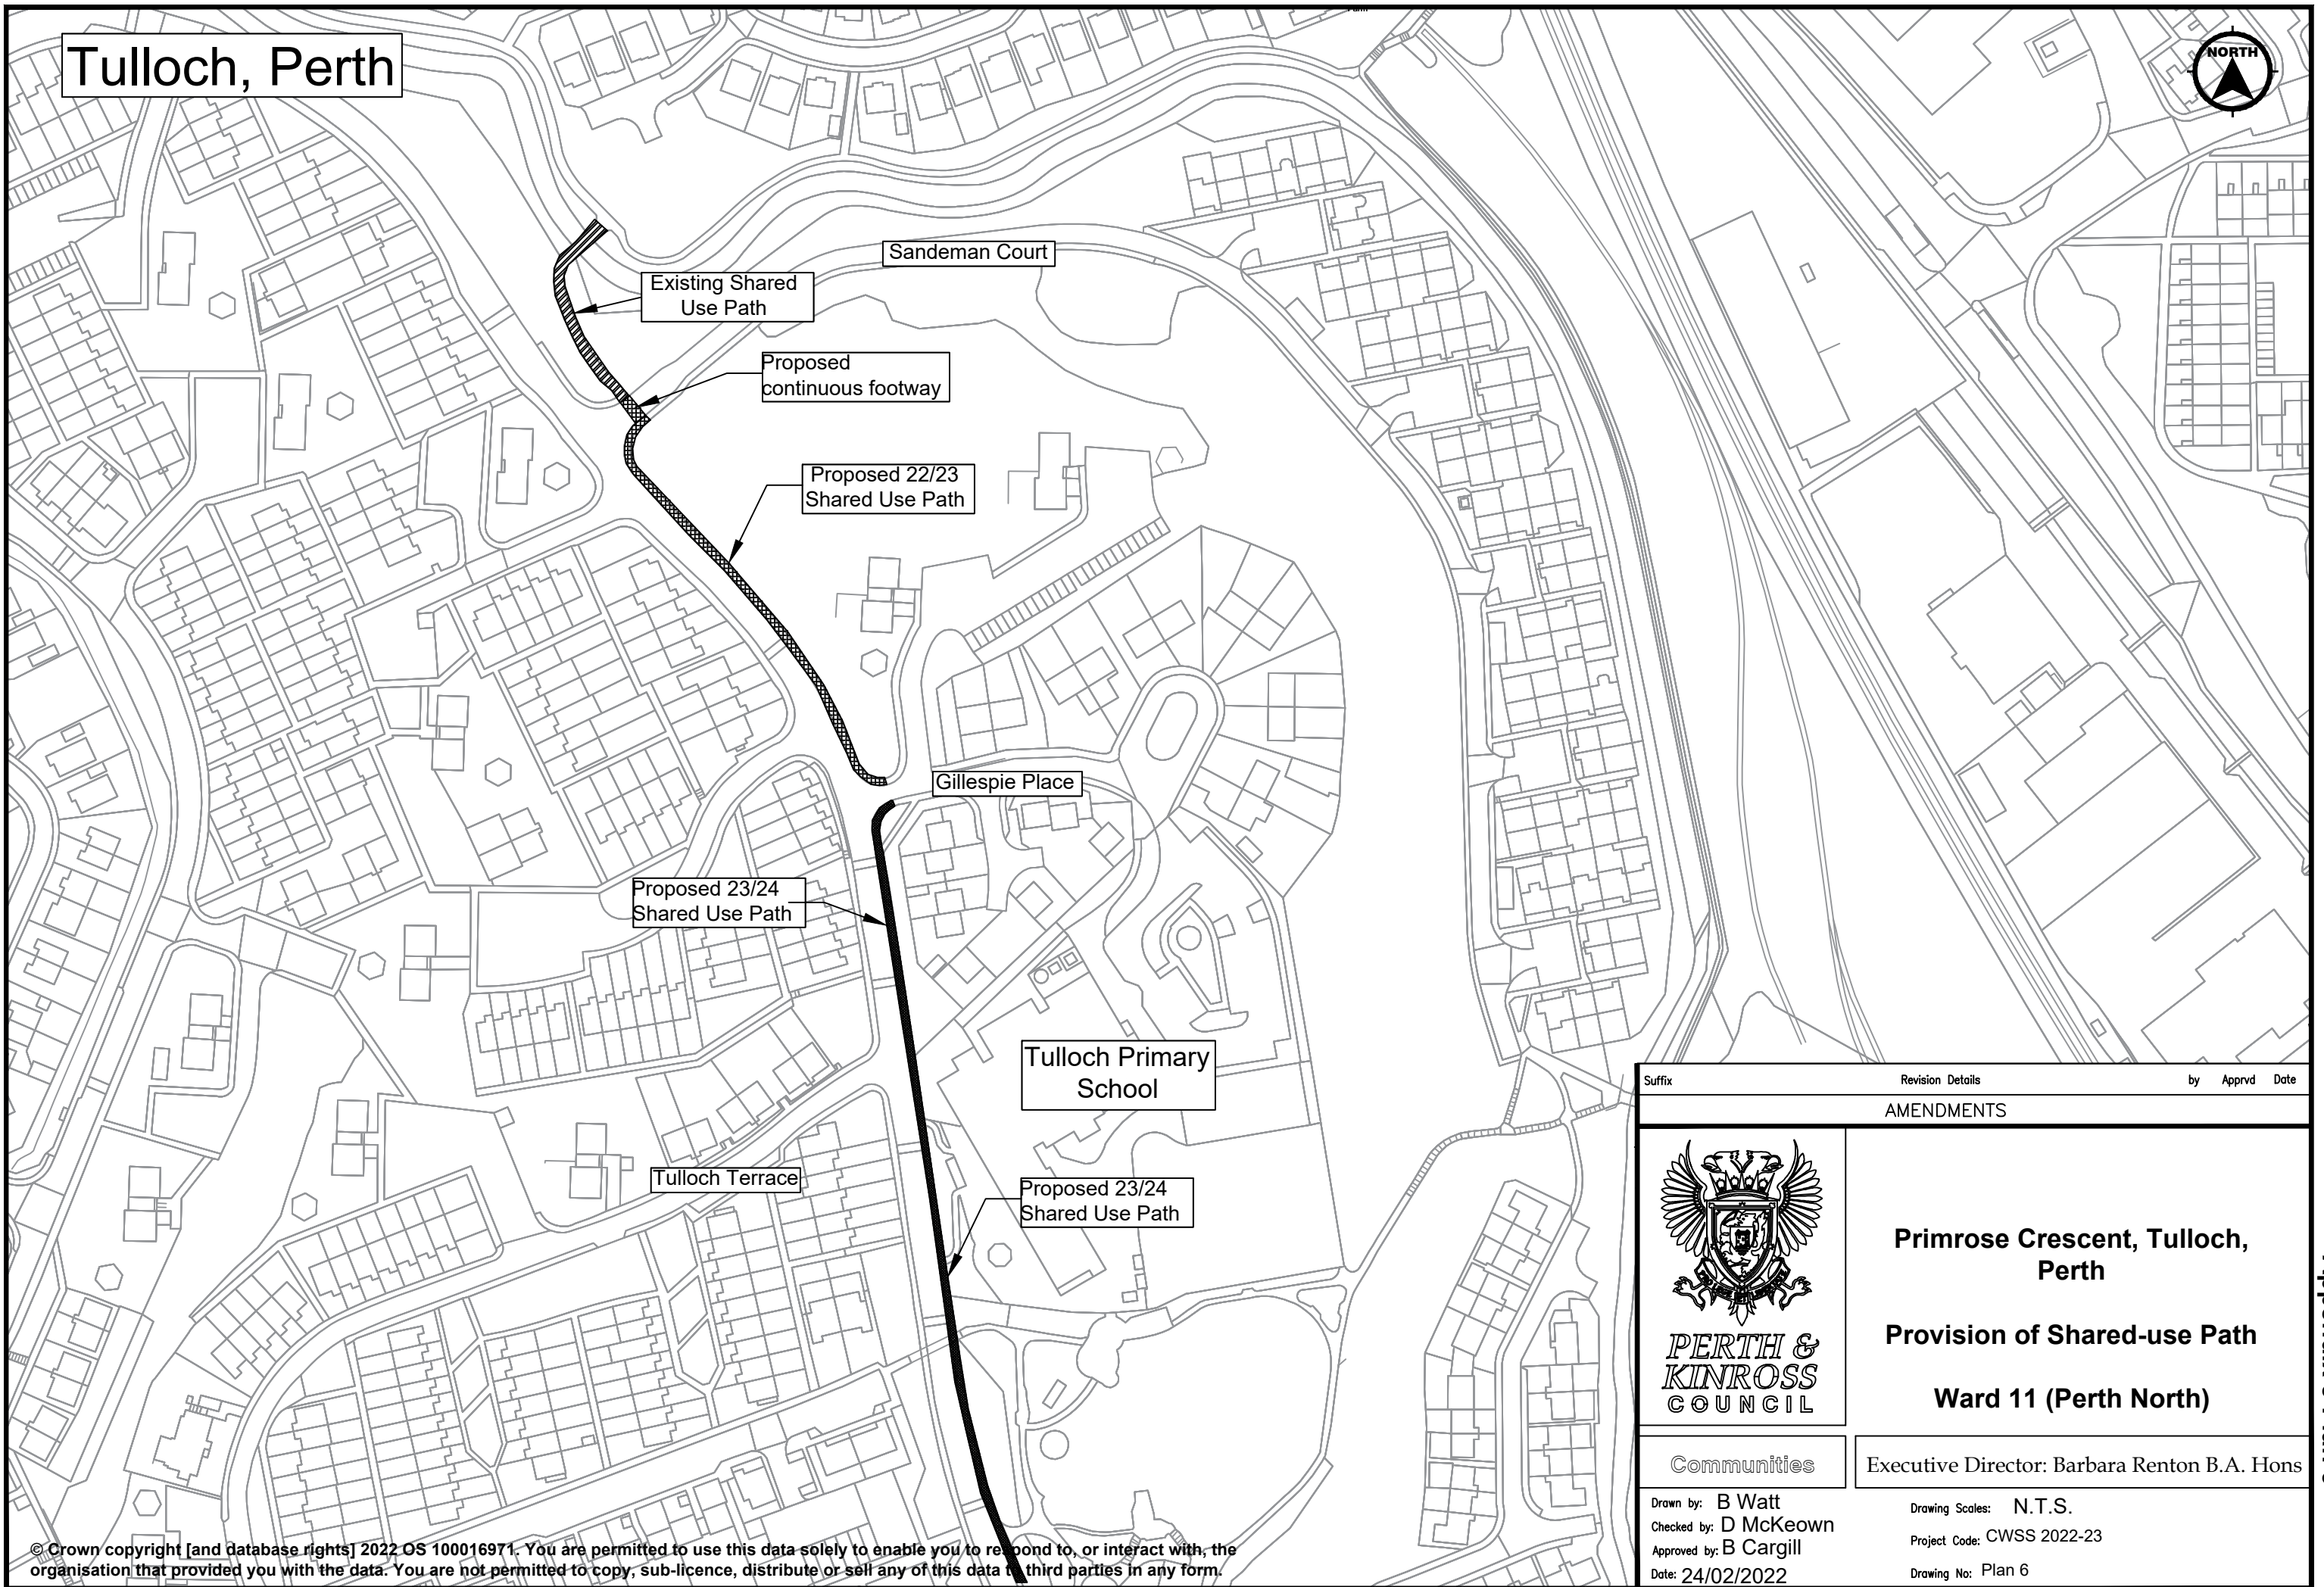 Tulloch, Perth
NORTH
Sandeman Court
Existing Shared
Use Path
Proposed
continuous footway
Proposed 22/23
Shared Use Path
Gillespie Place
Proposed 23/24
Shared Use Path
Tulloch Primary
School
Tulloch Terrace
Proposed 23/24
Shared Use Path
Suffix Revision Details by Apprvd Date
AMENDMENTS
PERTH &
KINROSS
COUNCIL
Primrose Crescent, Tulloch,
Perth
Provision of Shared-use Path
Ward 11 (Perth North)
Communities
Executive Director: Barbara Renton B.A. Hons
Drawn by: B Watt
Checked by: D McKeown
Approved by: B Cargill
Date: 24/02/2022
Drawing Scales: N.T.S.
Project Code: CWSS 2022-23
Drawing No: Plan 6
© Crown copyright [and database rights] 2022 OS 100016971. You are permitted to use this data solely to enable you to respond to, or interact with, the
organisation that provided you with the data. You are not permitted to copy, sub-licence, distribute or sell any of this data to third parties in any form.